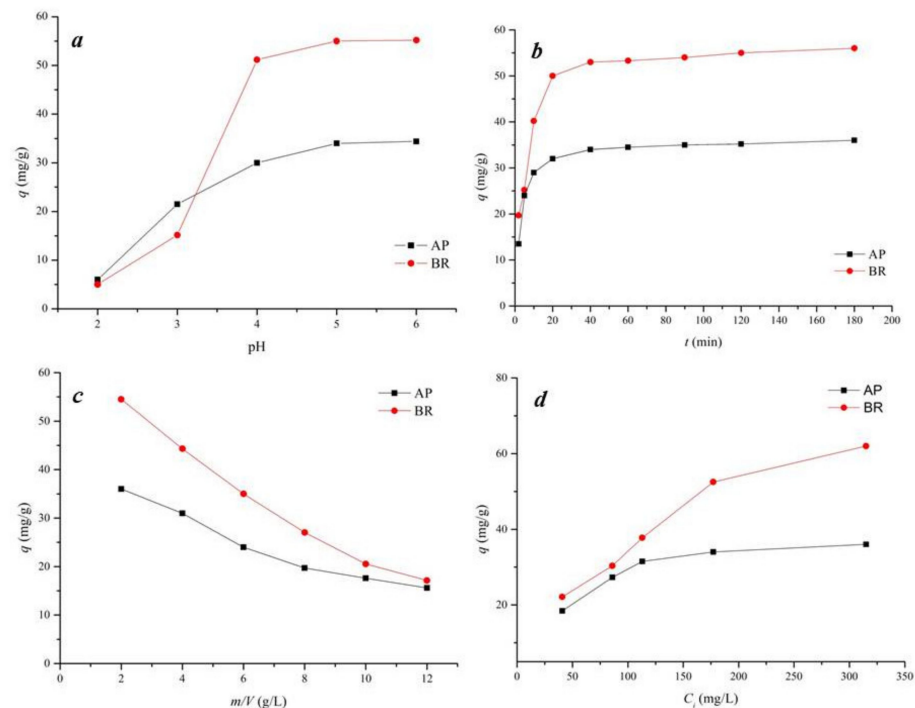 a
60
50
40
30
20
10
0
q (mg/g)
AP
BR
2 3 4 5 6
pH
b
60
50
40
30
20
10
0
q (mg/g)
AP
BR
0 20 40 60 80 100 120 140 160 180 200
t (min)
c
60
50
40
30
20
10
0
q (mg/g)
AP
BR
0 2 4 6 8 10 12
m/V (g/L)
d
80
60
40
20
q (mg/g)
AP
BR
0 50 100 150 200 250 300 350
Ci (mg/L)